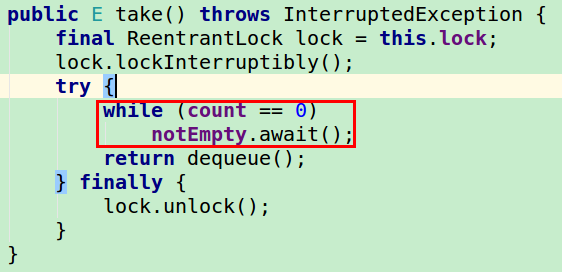 public E take() throws InterruptedException {
    final ReentrantLock lock = this.lock;
    lock.lockInterruptibly();
    try {
        while (count == 0)
            notEmpty.await();
        return dequeue();
    } finally {
        lock.unlock();
    }
}